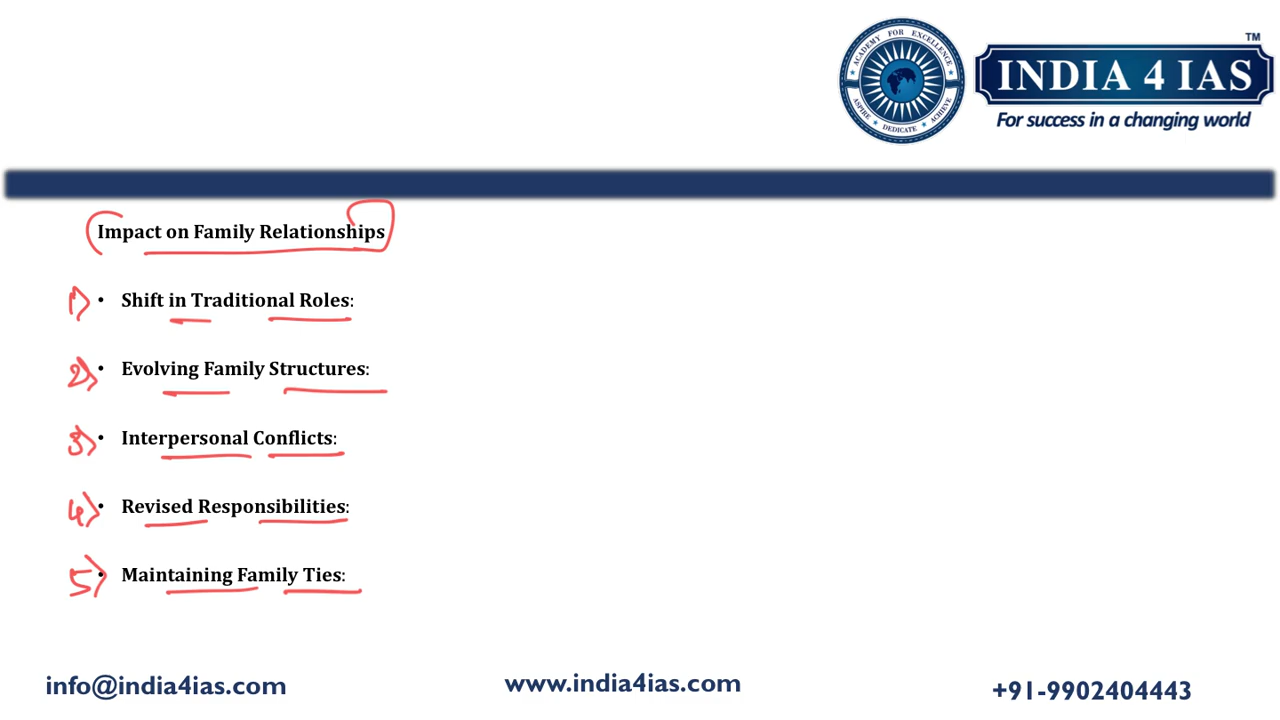 ACADEMY FOR EXCELLENCE
ASPIRE DEDICATE ACHIEVE
INDIA 4 IAS
TM
For success in a changing world
Impact on Family Relationships
1) • Shift in Traditional Roles:
2) • Evolving Family Structures:
3) • Interpersonal Conflicts:
4) • Revised Responsibilities:
5) • Maintaining Family Ties:
info@india4ias.com
www.india4ias.com
+91-9902404443